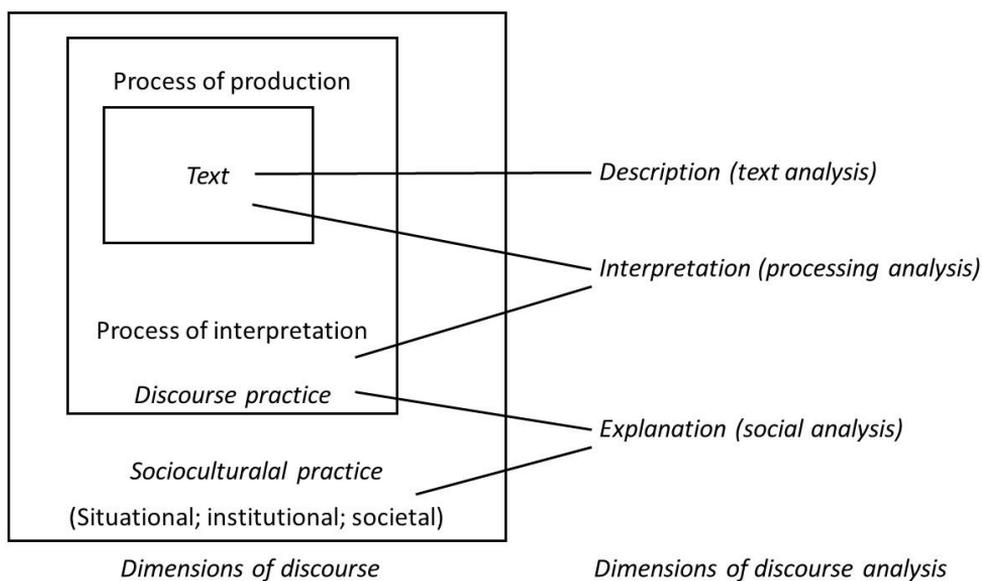 Process of production
Text
Description (text analysis)
Interpretation (processing analysis)
Process of interpretation
Discourse practice
Explanation (social analysis)
Socioculturalal practice
(Situational; institutional; societal)
Dimensions of discourse
Dimensions of discourse analysis